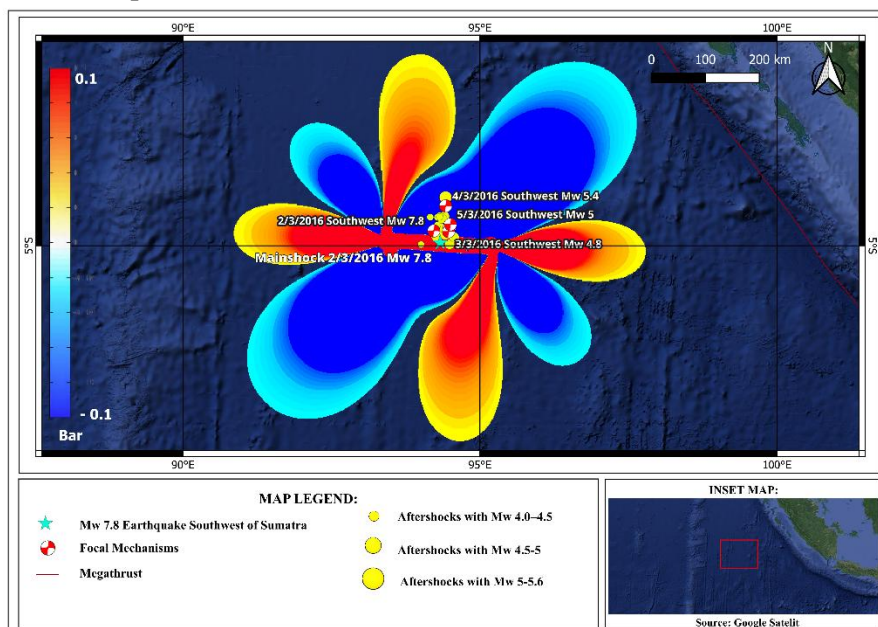 90°E 95°E 100°E
0.1
0 100 200 km
N
4/3/2016 Southwest Mw 5.4
2/3/2016 Southwest Mw 7.8
5/3/2016 Southwest Mw 5
3/3/2016 Southwest Mw 4.8
5°S 5°S
Mainshock 2/3/2016 Mw 7.8
- 0.1
Bar
90°E 95°E 100°E
MAP LEGEND:
Mw 7.8 Earthquake Southwest of Sumatra
Focal Mechanisms
Megathrust
Aftershocks with Mw 4.0–4.5
Aftershocks with Mw 4.5-5
Aftershocks with Mw 5-5.6
INSET MAP:
Source: Google Satelit